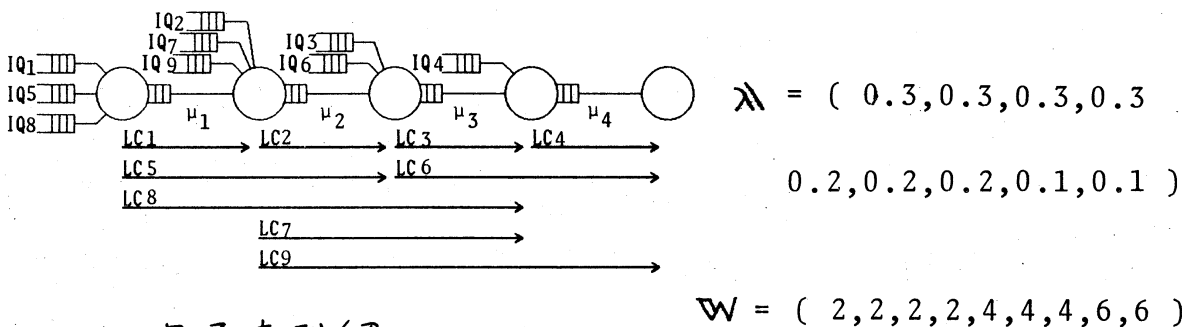 IQ2
IQ7
IQ9
IQ3
IQ6
IQ4
IQ1
IQ5
IQ8
μ1
μ2
μ3
μ4
LC1
LC2
LC3
LC4
LC5
LC6
LC8
LC7
LC9
λ = ( 0.3,0.3,0.3,0.3
0.2,0.2,0.2,0.1,0.1 )
W = ( 2,2,2,2,4,4,4,6,6 )